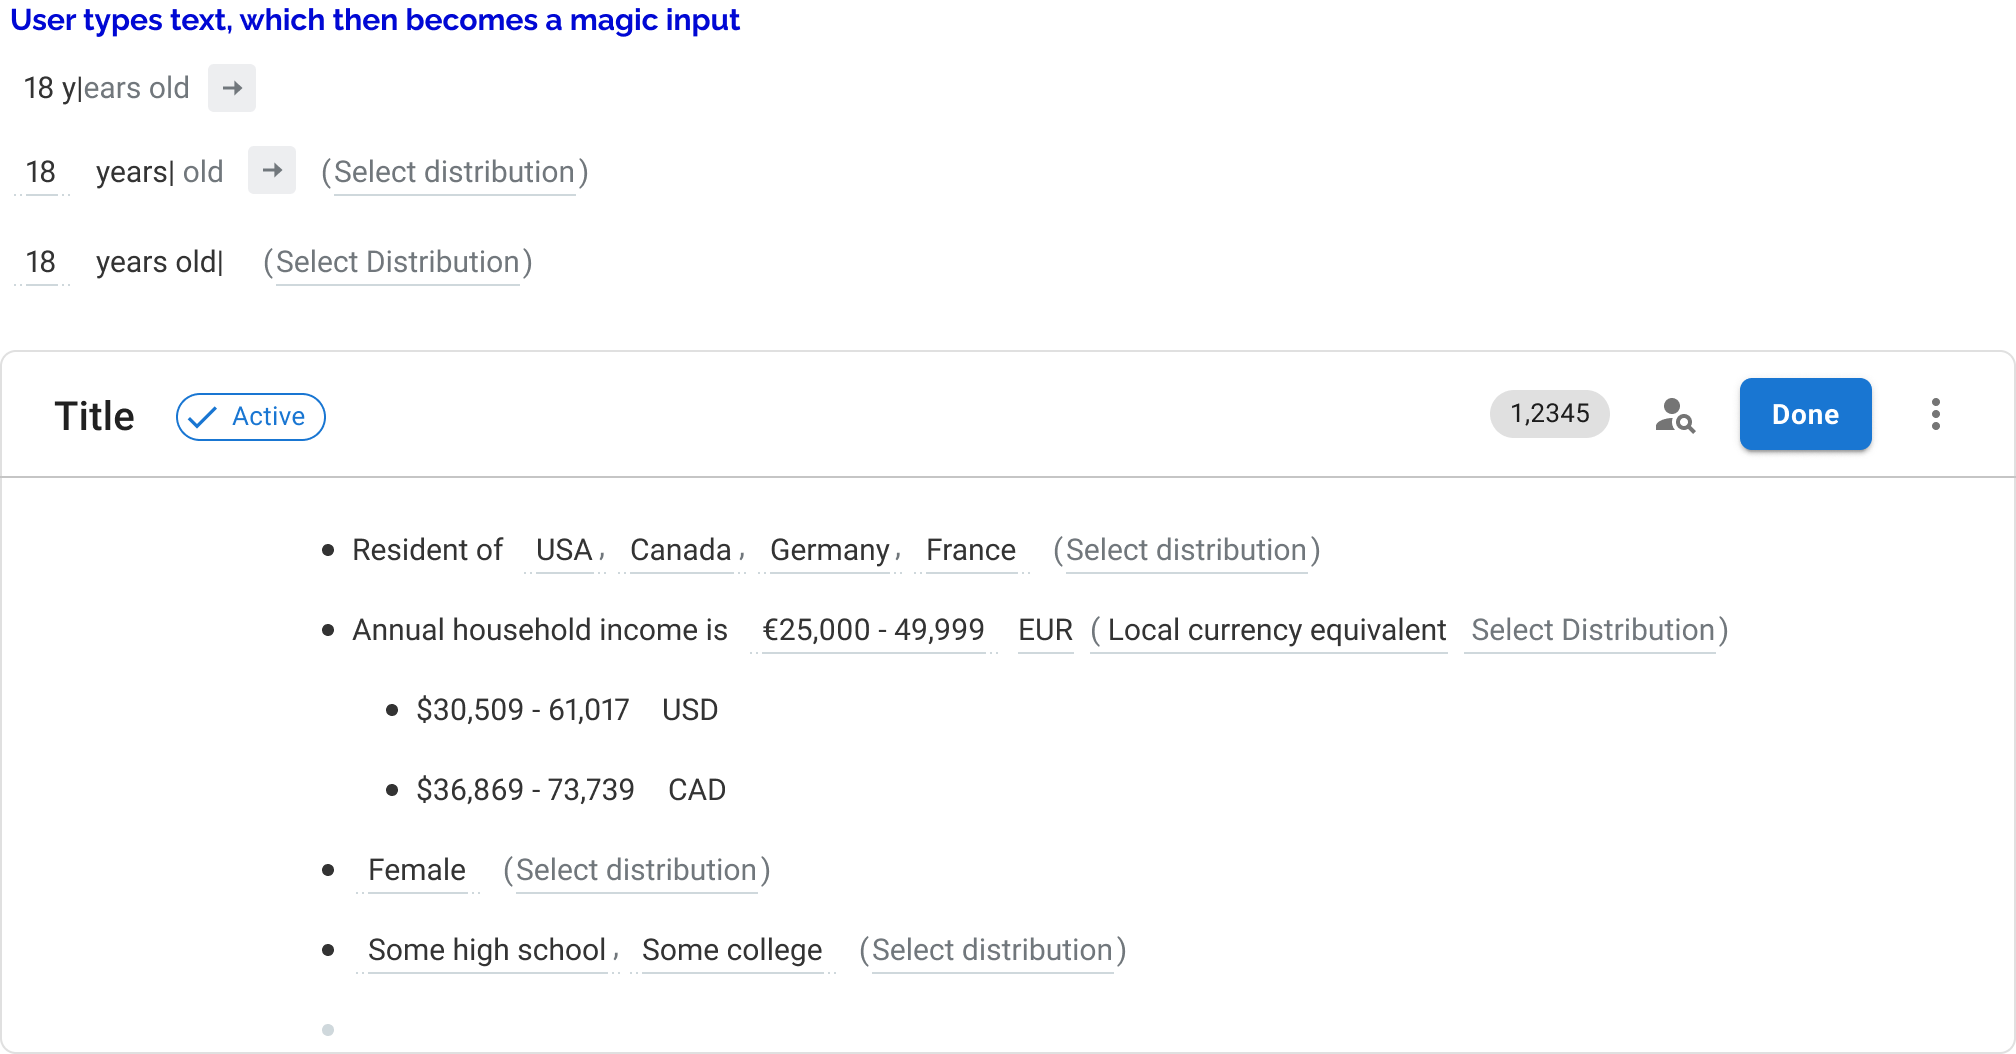 User types text, which then becomes a magic input
18 years old →
18 years old → (Select distribution)
18 years old (Select Distribution)
Title Active 1,2345 Done
• Resident of USA, Canada, Germany, France (Select distribution)
• Annual household income is €25,000 - 49,999 EUR (Local currency equivalent Select Distribution)
• $30,509 - 61,017 USD
• $36,869 - 73,739 CAD
• Female (Select distribution)
• Some high school, Some college (Select distribution)